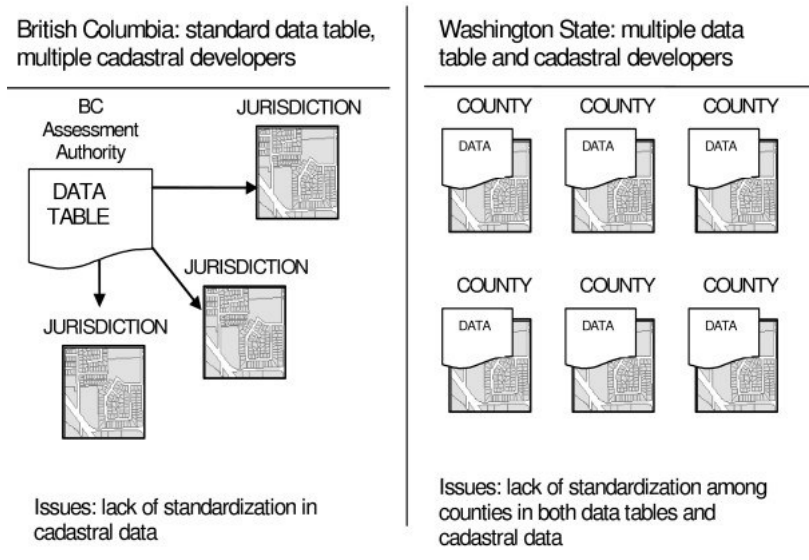 British Columbia: standard data table,
multiple cadastral developers
BC
Assessment
Authority
JURISDICTION
DATA
TABLE
JURISDICTION
JURISDICTION
Issues: lack of standardization in
cadastral data
Washington State: multiple data
table and cadastral developers
COUNTY COUNTY COUNTY
DATA DATA DATA
COUNTY COUNTY COUNTY
DATA DATA DATA
Issues: lack of standardization among
counties in both data tables and
cadastral data